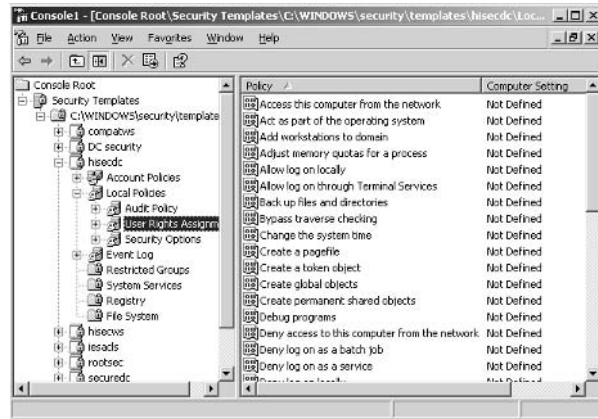 Console1 - [Console Root\Security Templates\C:\WINDOWS\security\templates\hisecdc\Loc...
File Action View Favorites Window Help
Console Root
Security Templates
C:\WINDOWS\security\template
compatws
DC security
hisecdc
Account Policies
Local Policies
Audit Policy
User Rights Assignm
Security Options
Event Log
Restricted Groups
System Services
Registry
File System
hisecws
iesacls
rootsec
securedc
Policy Computer Setting
Access this computer from the network Not Defined
Act as part of the operating system Not Defined
Add workstations to domain Not Defined
Adjust memory quotas for a process Not Defined
Allow log on locally Not Defined
Allow log on through Terminal Services Not Defined
Back up files and directories Not Defined
Bypass traverse checking Not Defined
Change the system time Not Defined
Create a pagefile Not Defined
Create a token object Not Defined
Create global objects Not Defined
Create permanent shared objects Not Defined
Debug programs Not Defined
Deny access to this computer from the network Not Defined
Deny log on as a batch job Not Defined
Deny log on as a service Not Defined
Deny log on locally Not Defined